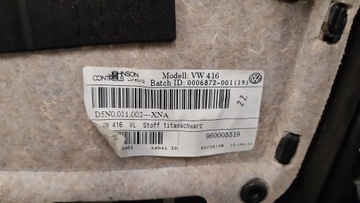 JOHNSON Modell: VW 416
CONTROLS Batch ID: 0006872-001(19)
22
D5N0.011.002---XNA
VW 416 VL Stoff titanschwarz
960005519
Label ID